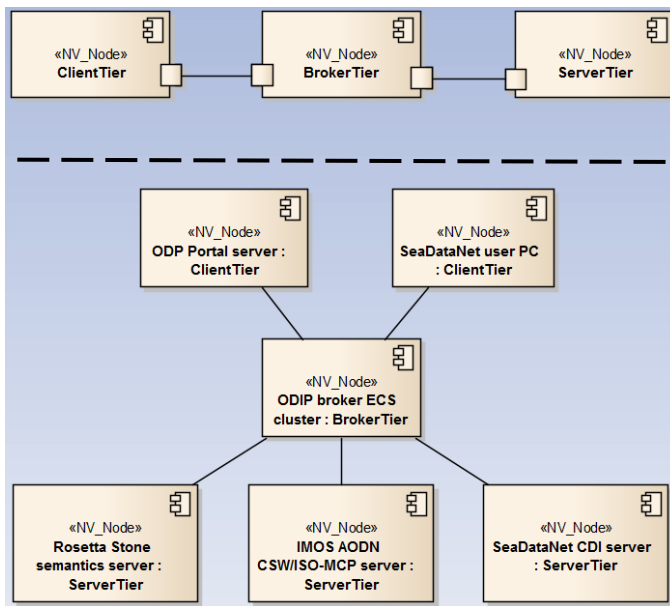 «NV_Node»
ClientTier
«NV_Node»
BrokerTier
«NV_Node»
ServerTier
«NV_Node»
ODP Portal server :
ClientTier
«NV_Node»
SeaDataNet user PC
: ClientTier
«NV_Node»
ODIP broker ECS
cluster : BrokerTier
«NV_Node»
Rosetta Stone
semantics server :
ServerTier
«NV_Node»
IMOS AODN
CSW/ISO-MCP server :
ServerTier
«NV_Node»
SeaDataNet CDI server
: ServerTier